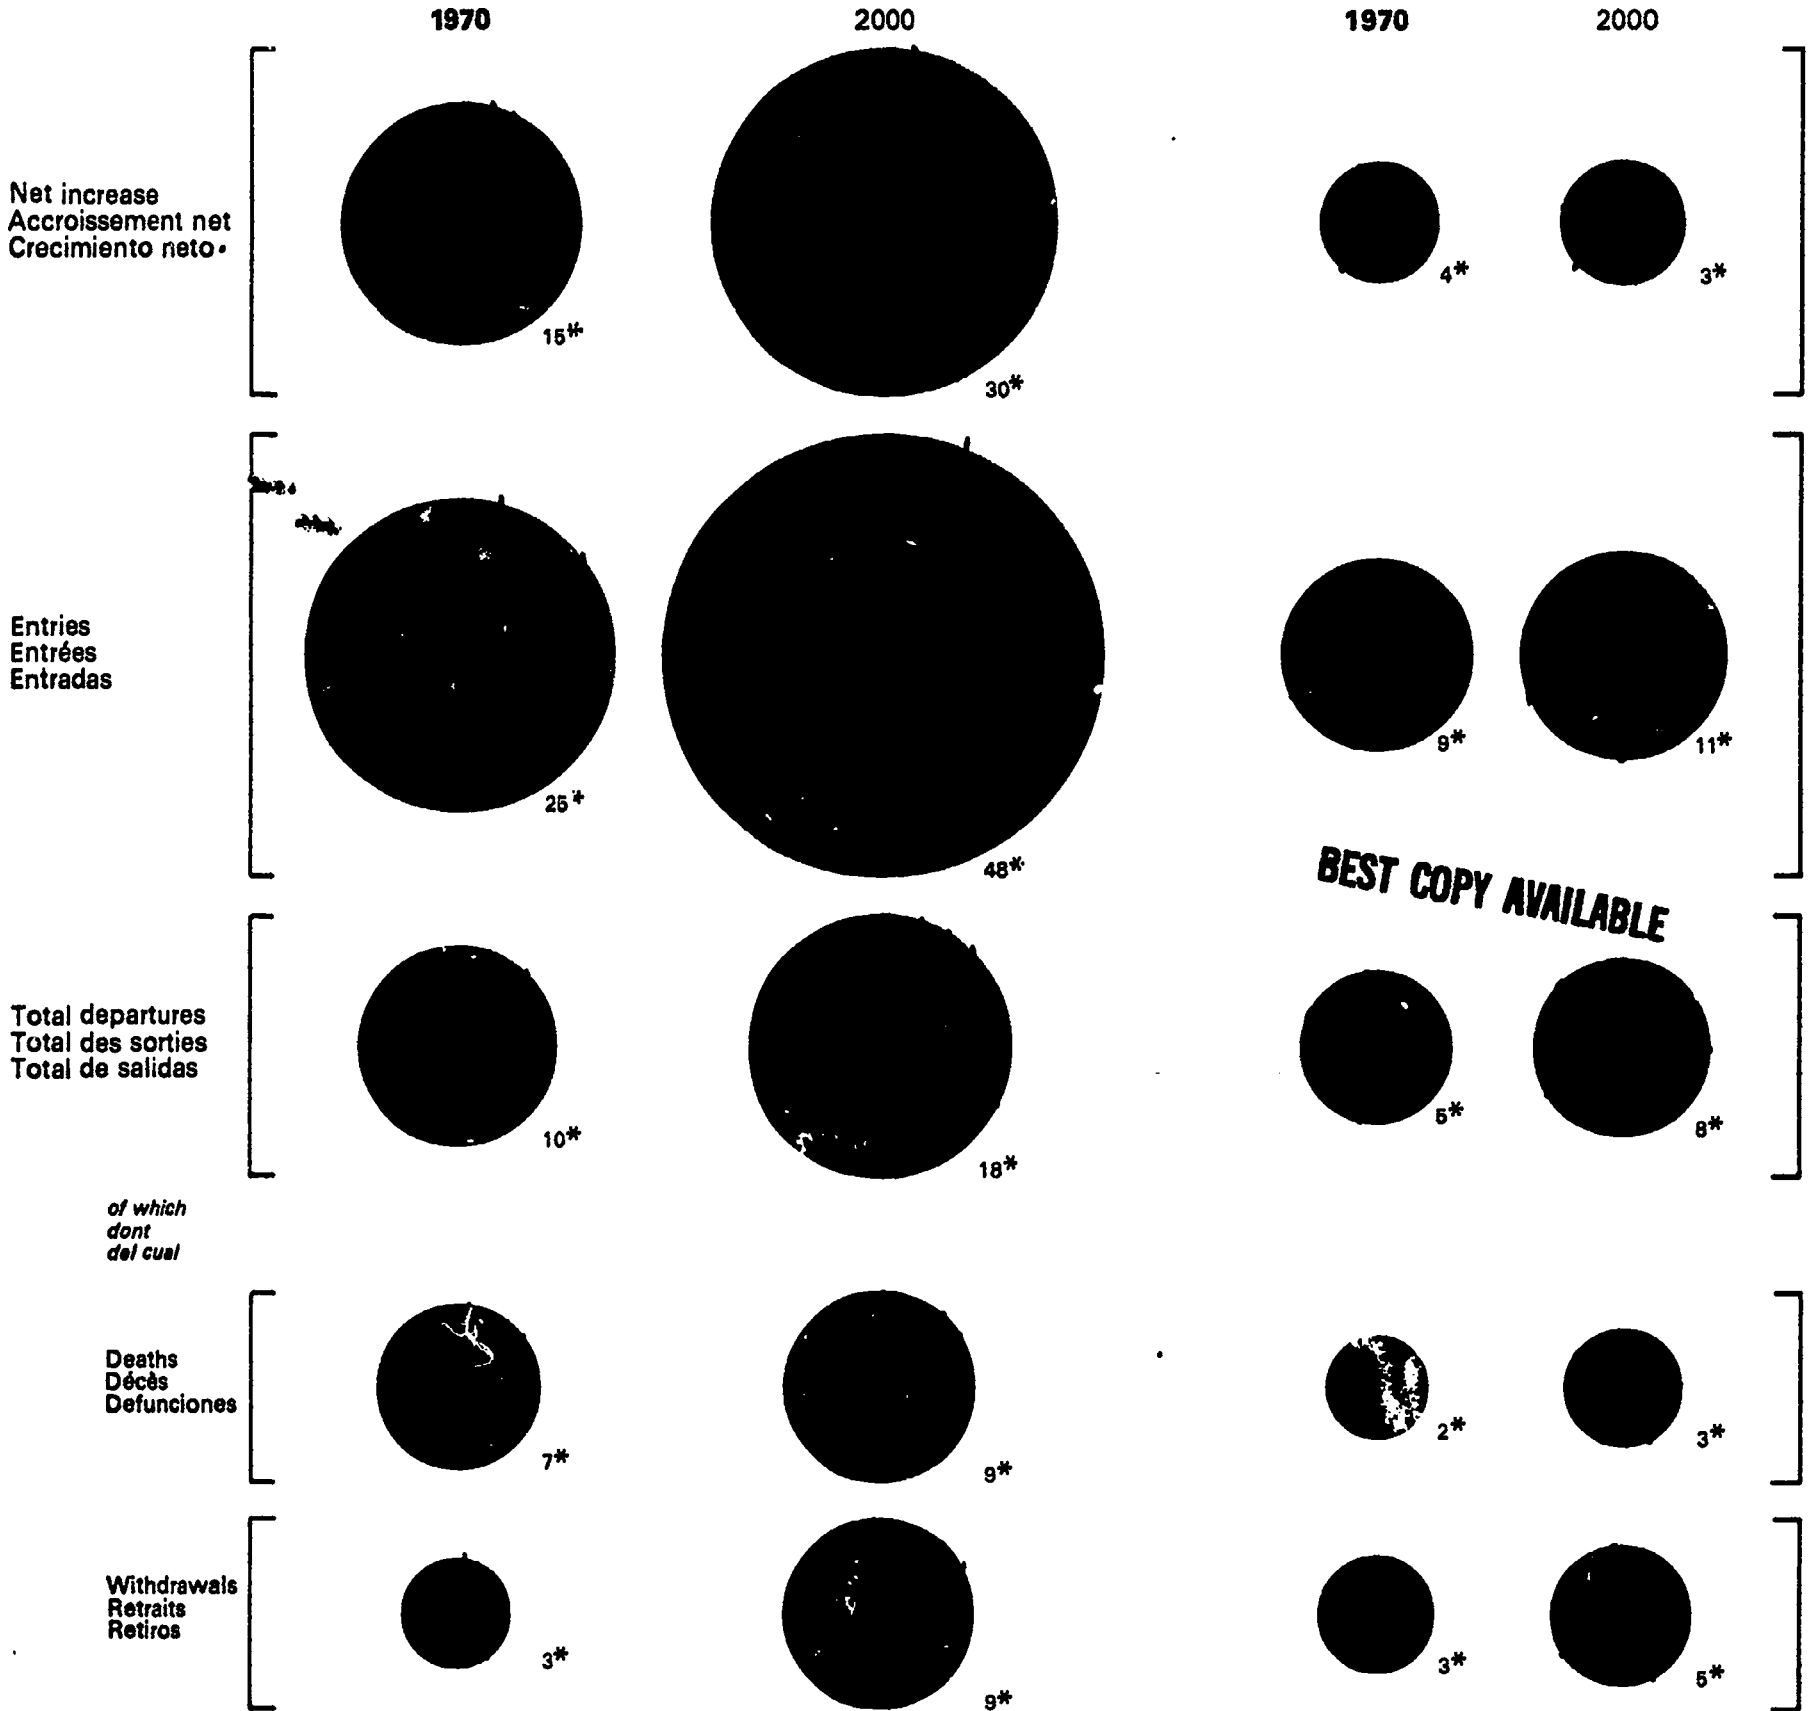 1970 2000 1970 2000
Net increase
Accroissement net
Crecimiento neto
15* 30* 4* 3*
Entries
Entrées
Entradas
25* 48* 9* 11*
BEST COPY AVAILABLE
Total departures
Total des sorties
Total de salidas
10* 18* 5* 8*
of which
dont
del cual
Deaths
Décès
Defunciones
7* 9* 2* 3*
Withdrawals
Retraits
Retiros
3* 9* 3* 5*